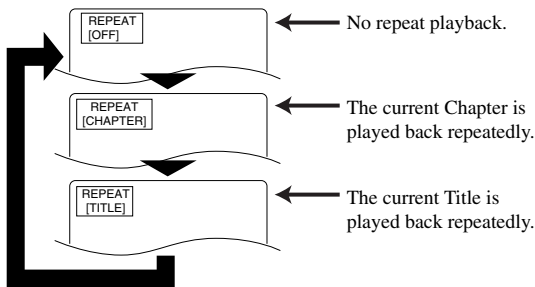 REPEAT
[OFF]
No repeat playback.
REPEAT
[CHAPTER]
The current Chapter is
played back repeatedly.
REPEAT
[TITLE]
The current Title is
played back repeatedly.